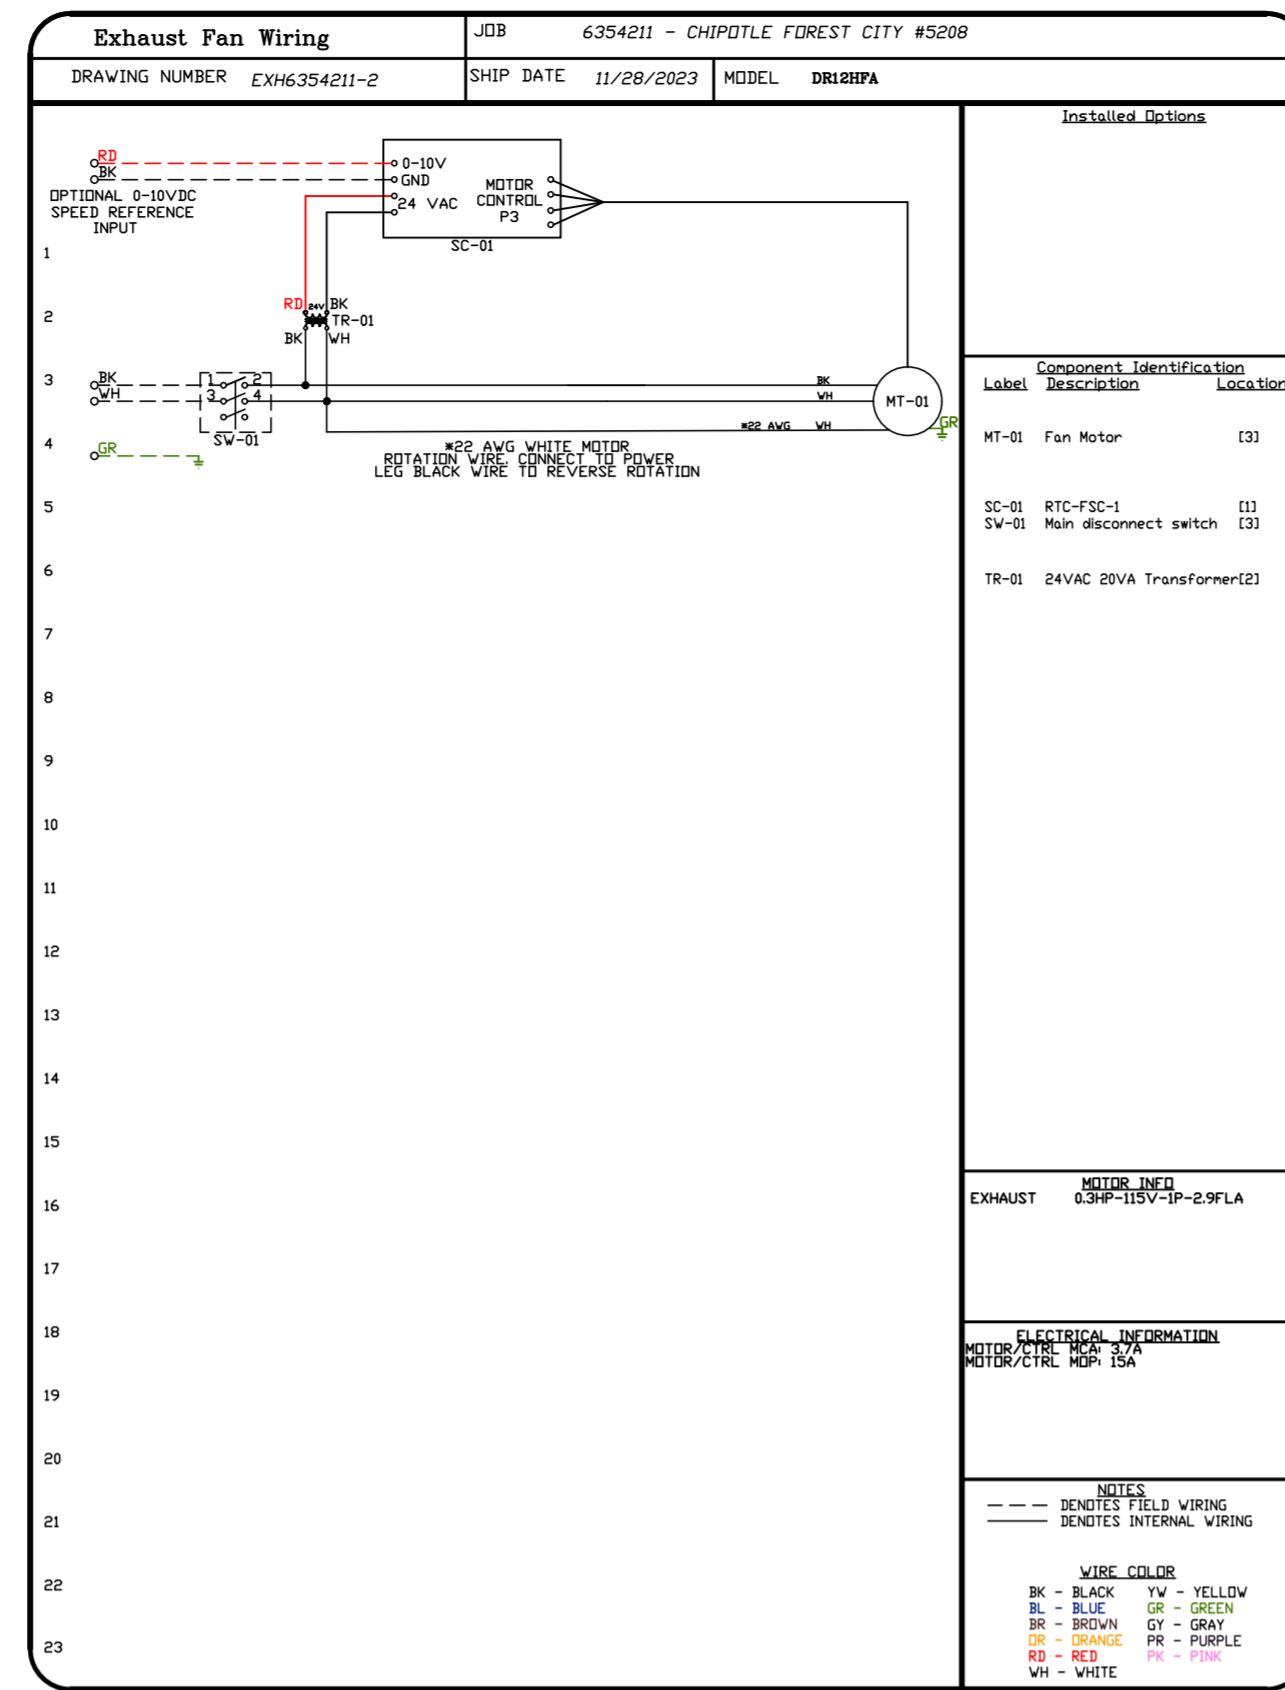 Exhaust Fan Wiring
JOB 6354211 - CHIPOTLE FOREST CITY #5208
DRAWING NUMBER EXH6354211-2
SHIP DATE 11/28/2023
MODEL DR12HFA
RD
BK
OPTIONAL 0-10VDC
SPEED REFERENCE
INPUT
0-10V
GND
24 VAC
MOTOR
CONTROL
P3
SC-01
RD 24V BK
TR-01
BK WH
BK
WH
1 2
3 4
SW-01
GR
BK
WH
*22 AWG WH
MT-01
GR
*22 AWG WHITE MOTOR
ROTATION WIRE. CONNECT TO POWER
LEG BLACK WIRE TO REVERSE ROTATION
1
2
3
4
5
6
7
8
9
10
11
12
13
14
15
16
17
18
19
20
21
22
23
Installed Options
Component Identification
Label Description Location
MT-01 Fan Motor [3]
SC-01 RTC-FSC-1 [1]
SW-01 Main disconnect switch [3]
TR-01 24VAC 20VA Transformer[2]
MOTOR INFO
EXHAUST 0.3HP-115V-1P-2.9FLA
ELECTRICAL INFORMATION
MOTOR/CTRL MCA: 3.7A
MOTOR/CTRL MOP: 15A
NOTES
DENOTES FIELD WIRING
DENOTES INTERNAL WIRING
WIRE COLOR
BK - BLACK YW - YELLOW
BL - BLUE GR - GREEN
BR - BROWN GY - GRAY
OR - ORANGE PR - PURPLE
RD - RED PK - PINK
WH - WHITE